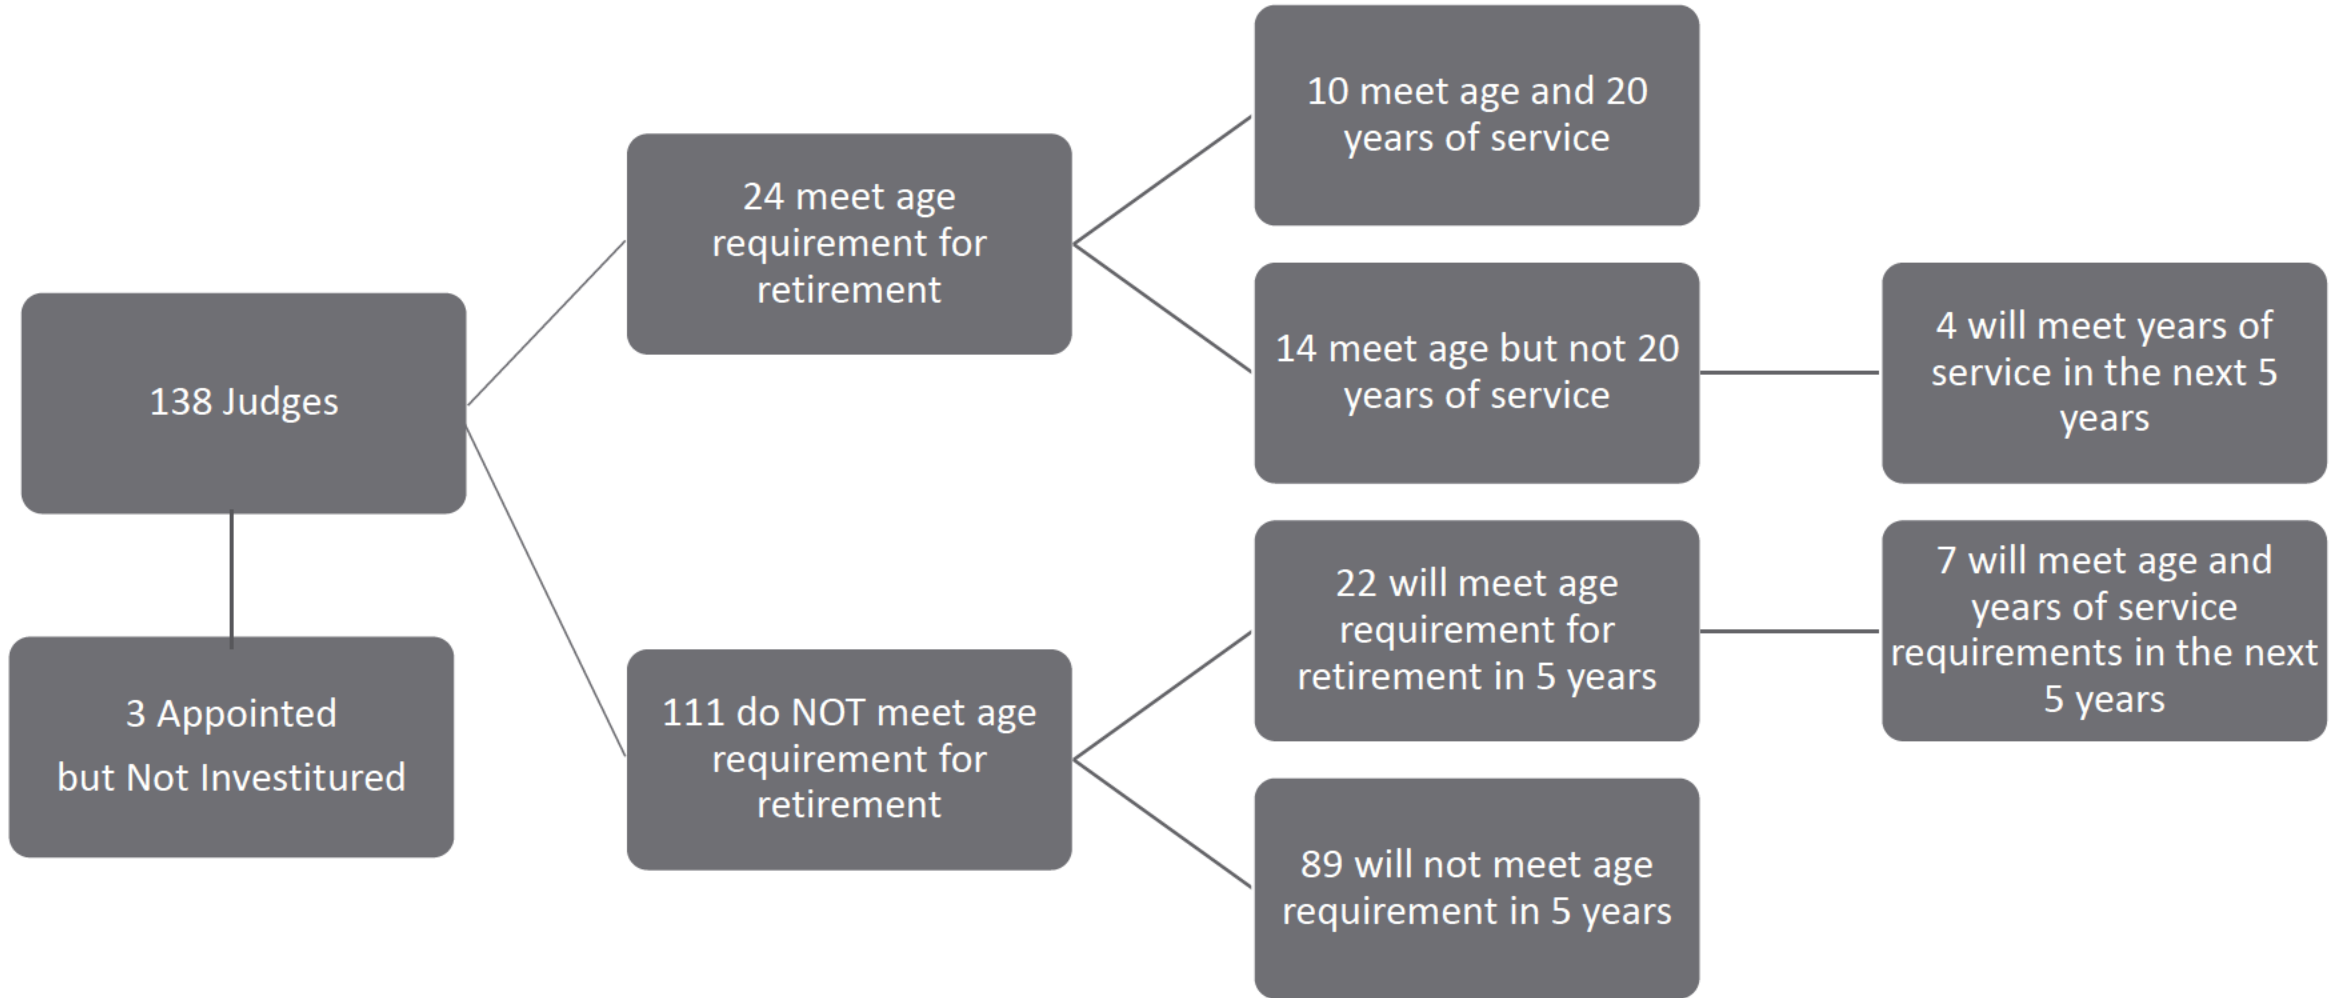 138 Judges
3 Appointed
but Not Investitured
24 meet age
requirement for
retirement
111 do NOT meet age
requirement for
retirement
10 meet age and 20
years of service
14 meet age but not 20
years of service
22 will meet age
requirement for
retirement in 5 years
89 will not meet age
requirement in 5 years
4 will meet years of
service in the next 5
years
7 will meet age and
years of service
requirements in the next
5 years